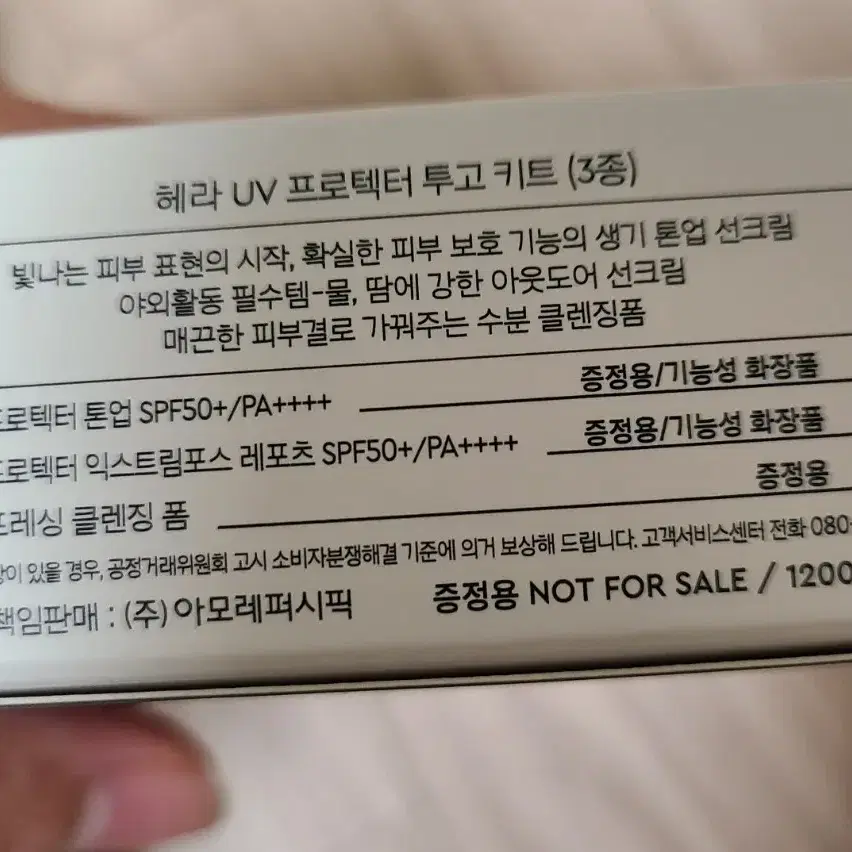 헤라 UV 프로텍터 투고 키트 (3종)
빛나는 피부 표현의 시작, 확실한 피부 보호 기능의 생기 톤업 선크림
야외활동 필수템-물, 땀에 강한 아웃도어 선크림
매끈한 피부결로 가꿔주는 수분 클렌징폼
로텍터 톤업 SPF50+/PA++++ 증정용/기능성 화장품
로텍터 익스트림포스 레포츠 SPF50+/PA++++ 증정용/기능성 화장품
레싱 클렌징 폼 증정용
있을 경우, 공정거래위원회 고시 소비자분쟁해결 기준에 의거 보상해 드립니다. 고객서비스센터 전화 080-
책임판매 : (주)아모레퍼시픽 증정용 NOT FOR SALE / 1200